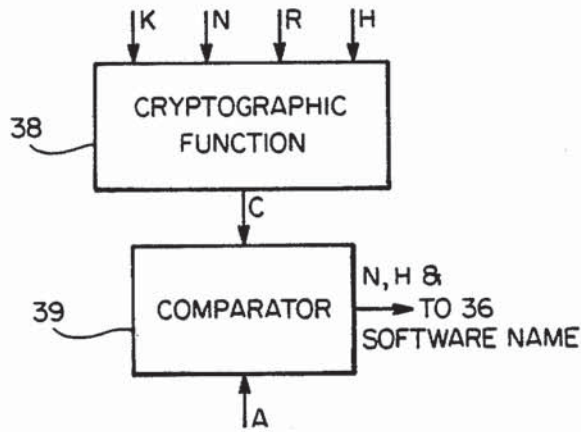 K N R H
CRYPTOGRAPHIC
FUNCTION
38
C
N, H &
COMPARATOR
TO 36
39
SOFTWARE NAME
A